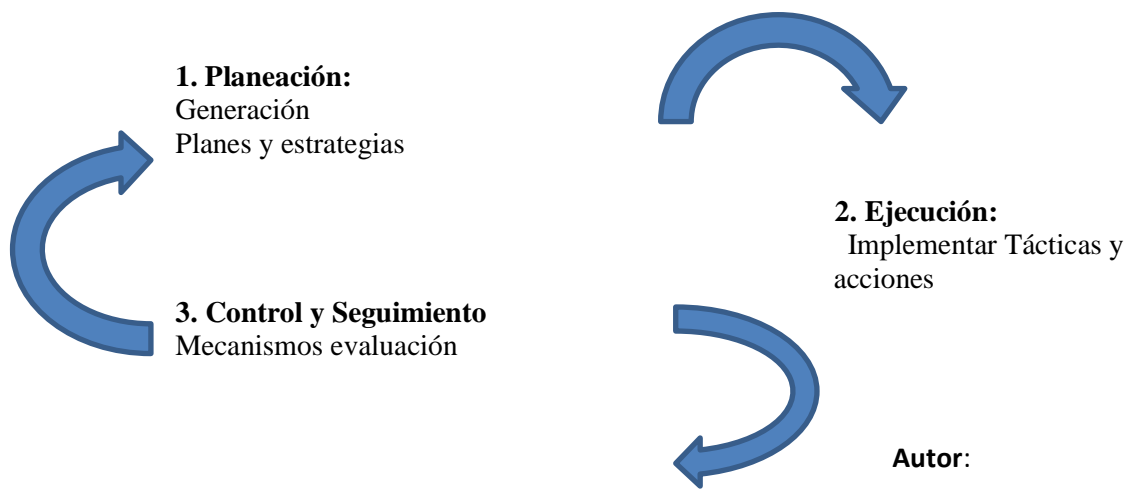 1. Planeación:
Generación
Planes y estrategias
2. Ejecución:
Implementar Tácticas y
acciones
3. Control y Seguimiento
Mecanismos evaluación
Autor: